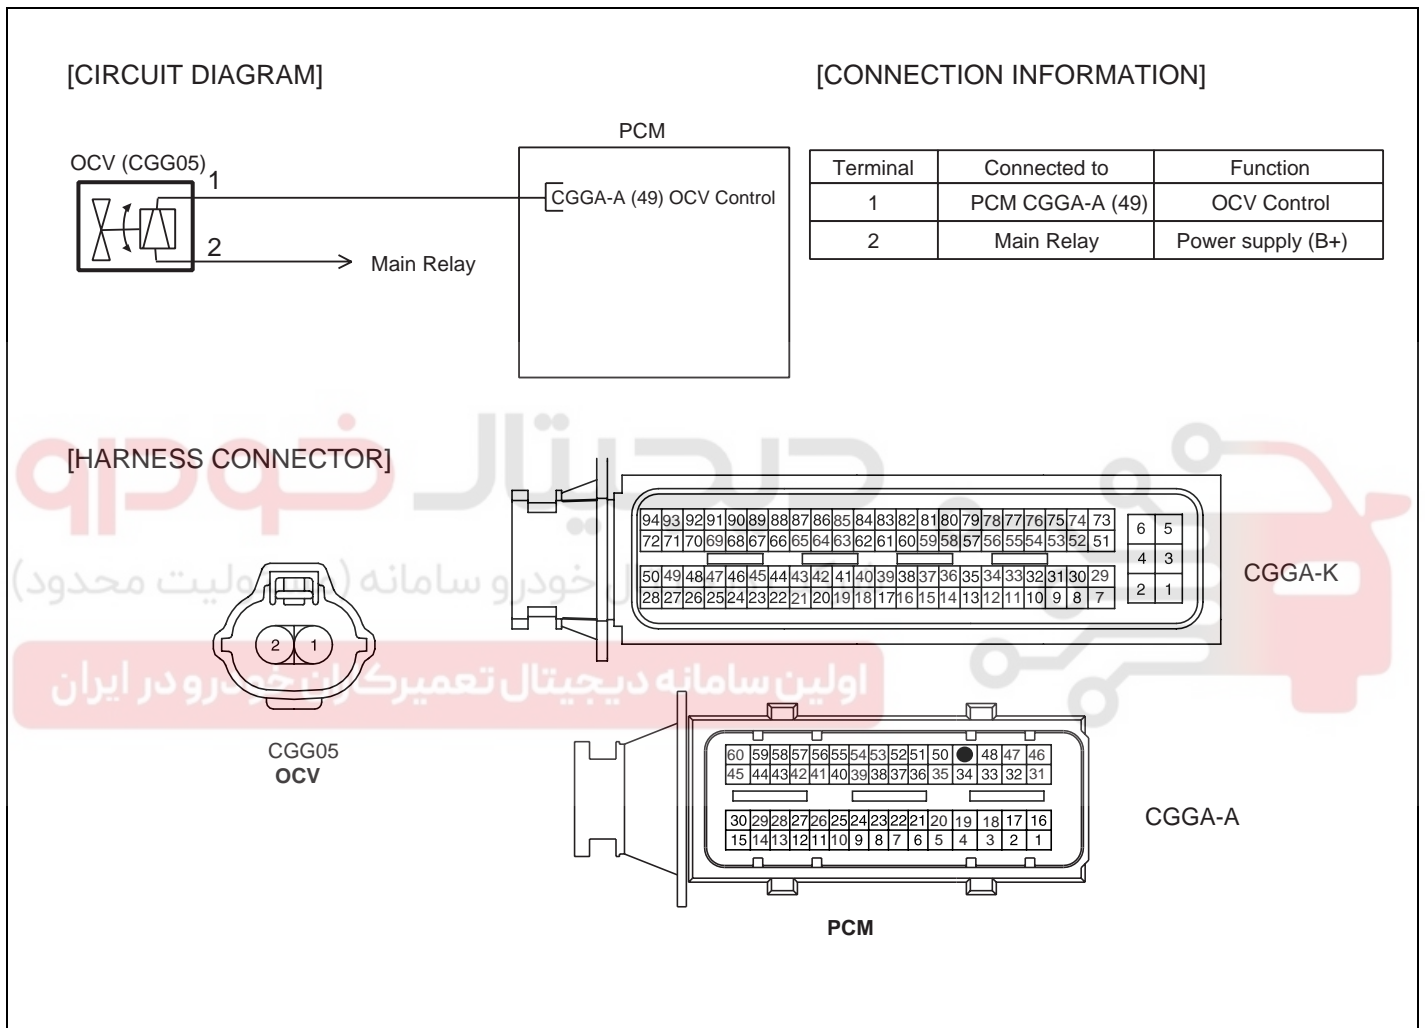 [CIRCUIT DIAGRAM]
[CONNECTION INFORMATION]
PCM
OCV (CGG05)
1
CGGA-A (49) OCV Control
2
Main Relay
Terminal Connected to Function
1 PCM CGGA-A (49) OCV Control
2 Main Relay Power supply (B+)
دیجیتال خودرو
[HARNESS CONNECTOR]
94 93 92 91 90 89 88 87 86 85 84 83 82 81 80 79 78 77 76 75 74 73
72 71 70 69 68 67 66 65 64 63 62 61 60 59 58 57 56 55 54 53 52 51
6 5
4 3
2 1
50 49 48 47 46 45 44 43 42 41 40 39 38 37 36 35 34 33 32 31 30 29
28 27 26 25 24 23 22 21 20 19 18 17 16 15 14 13 12 11 10 9 8 7
CGGA-K
خودرو سامانه (مسئولیت محدود)
2 1
اولین سامانه دیجیتال تعمیرکاران خودرو در ایران
CGG05
OCV
60 59 58 57 56 55 54 53 52 51 50 48 47 46
45 44 43 42 41 40 39 38 37 36 35 34 33 32 31
30 29 28 27 26 25 24 23 22 21 20 19 18 17 16
15 14 13 12 11 10 9 8 7 6 5 4 3 2 1
CGGA-A
PCM